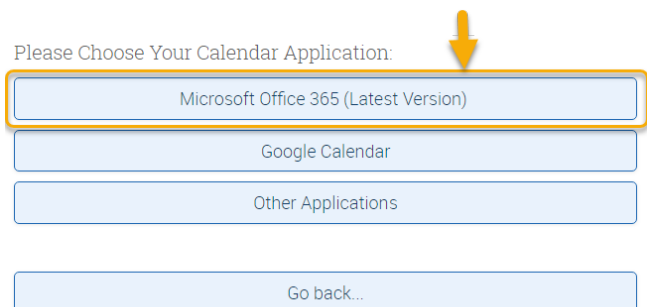 Please Choose Your Calendar Application:
Microsoft Office 365 (Latest Version)
Google Calendar
Other Applications
Go back...